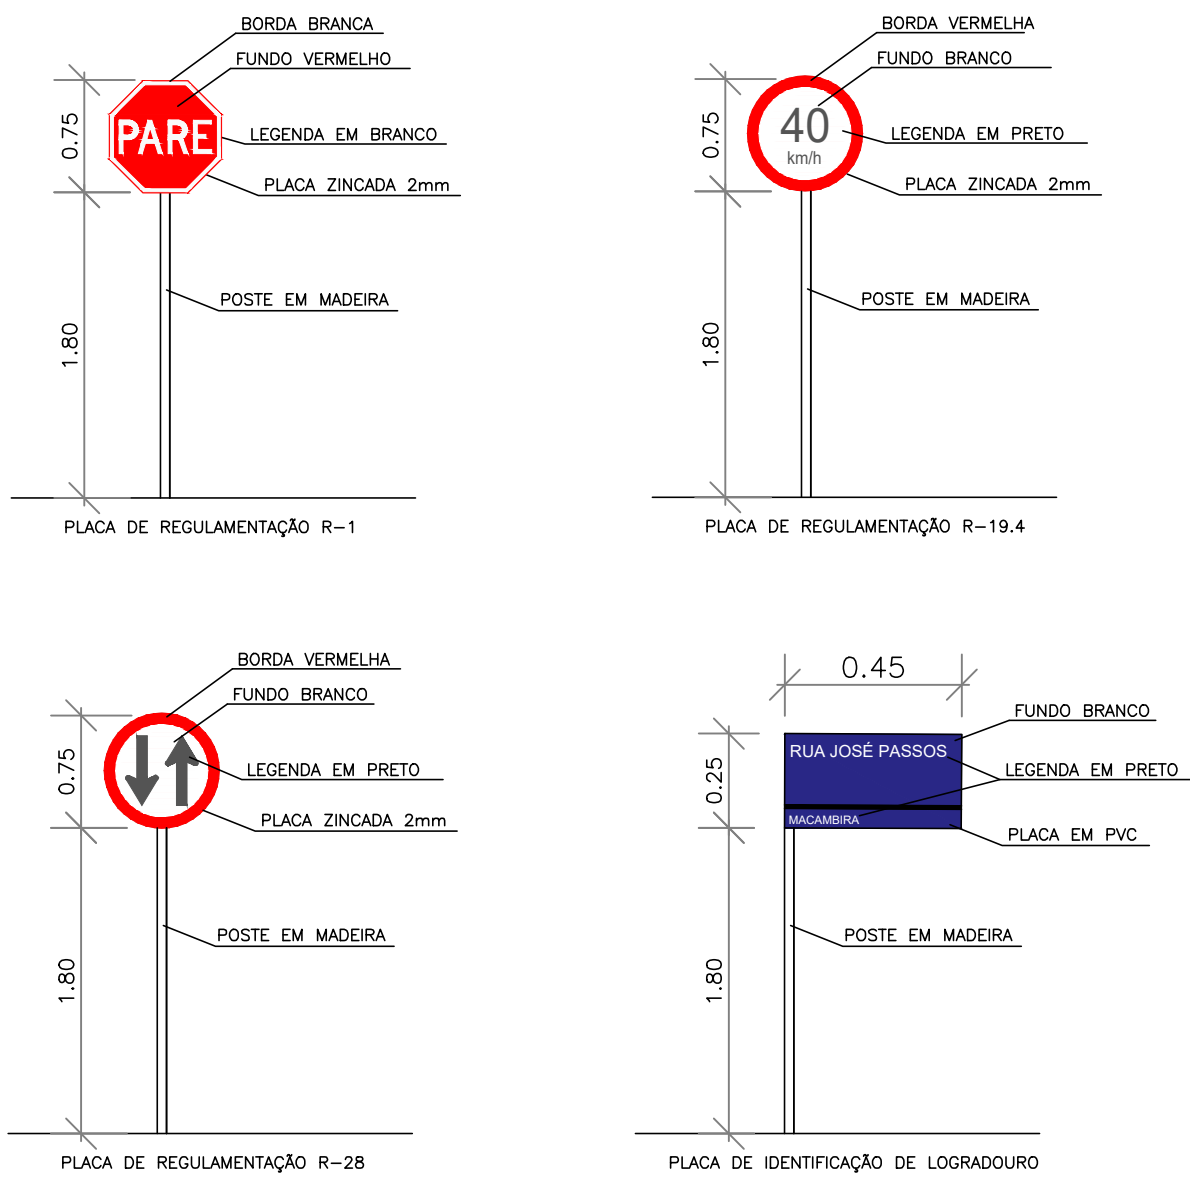 BORDA BRANCA
FUNDO VERMELHO
PARE
LEGENDA EM BRANCO
PLACA ZINCADA 2mm
0.75
POSTE EM MADEIRA
1.80
PLACA DE REGULAMENTAÇÃO R-1
BORDA VERMELHA
FUNDO BRANCO
40
km/h
LEGENDA EM PRETO
PLACA ZINCADA 2mm
0.75
POSTE EM MADEIRA
1.80
PLACA DE REGULAMENTAÇÃO R-19.4
BORDA VERMELHA
FUNDO BRANCO
LEGENDA EM PRETO
PLACA ZINCADA 2mm
0.75
POSTE EM MADEIRA
1.80
PLACA DE REGULAMENTAÇÃO R-28
0.45
FUNDO BRANCO
RUA JOSÉ PASSOS
LEGENDA EM PRETO
0.25
MACAMBIRA
PLACA EM PVC
POSTE EM MADEIRA
1.80
PLACA DE IDENTIFICAÇÃO DE LOGRADOURO